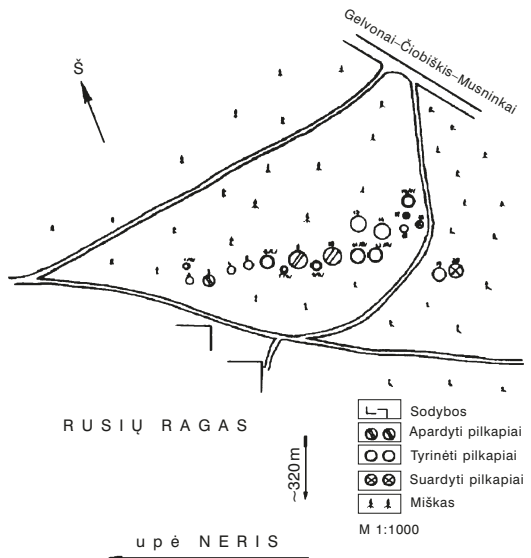 Gelvonai–Čiobiškis–Musninkai
Š
RUSIŲ RAGAS
~320 m
upė NERIS
Sodybos
Apardyti pilkapiai
Tyrinėti pilkapiai
Suardyti pilkapiai
Miškas
M 1:1000